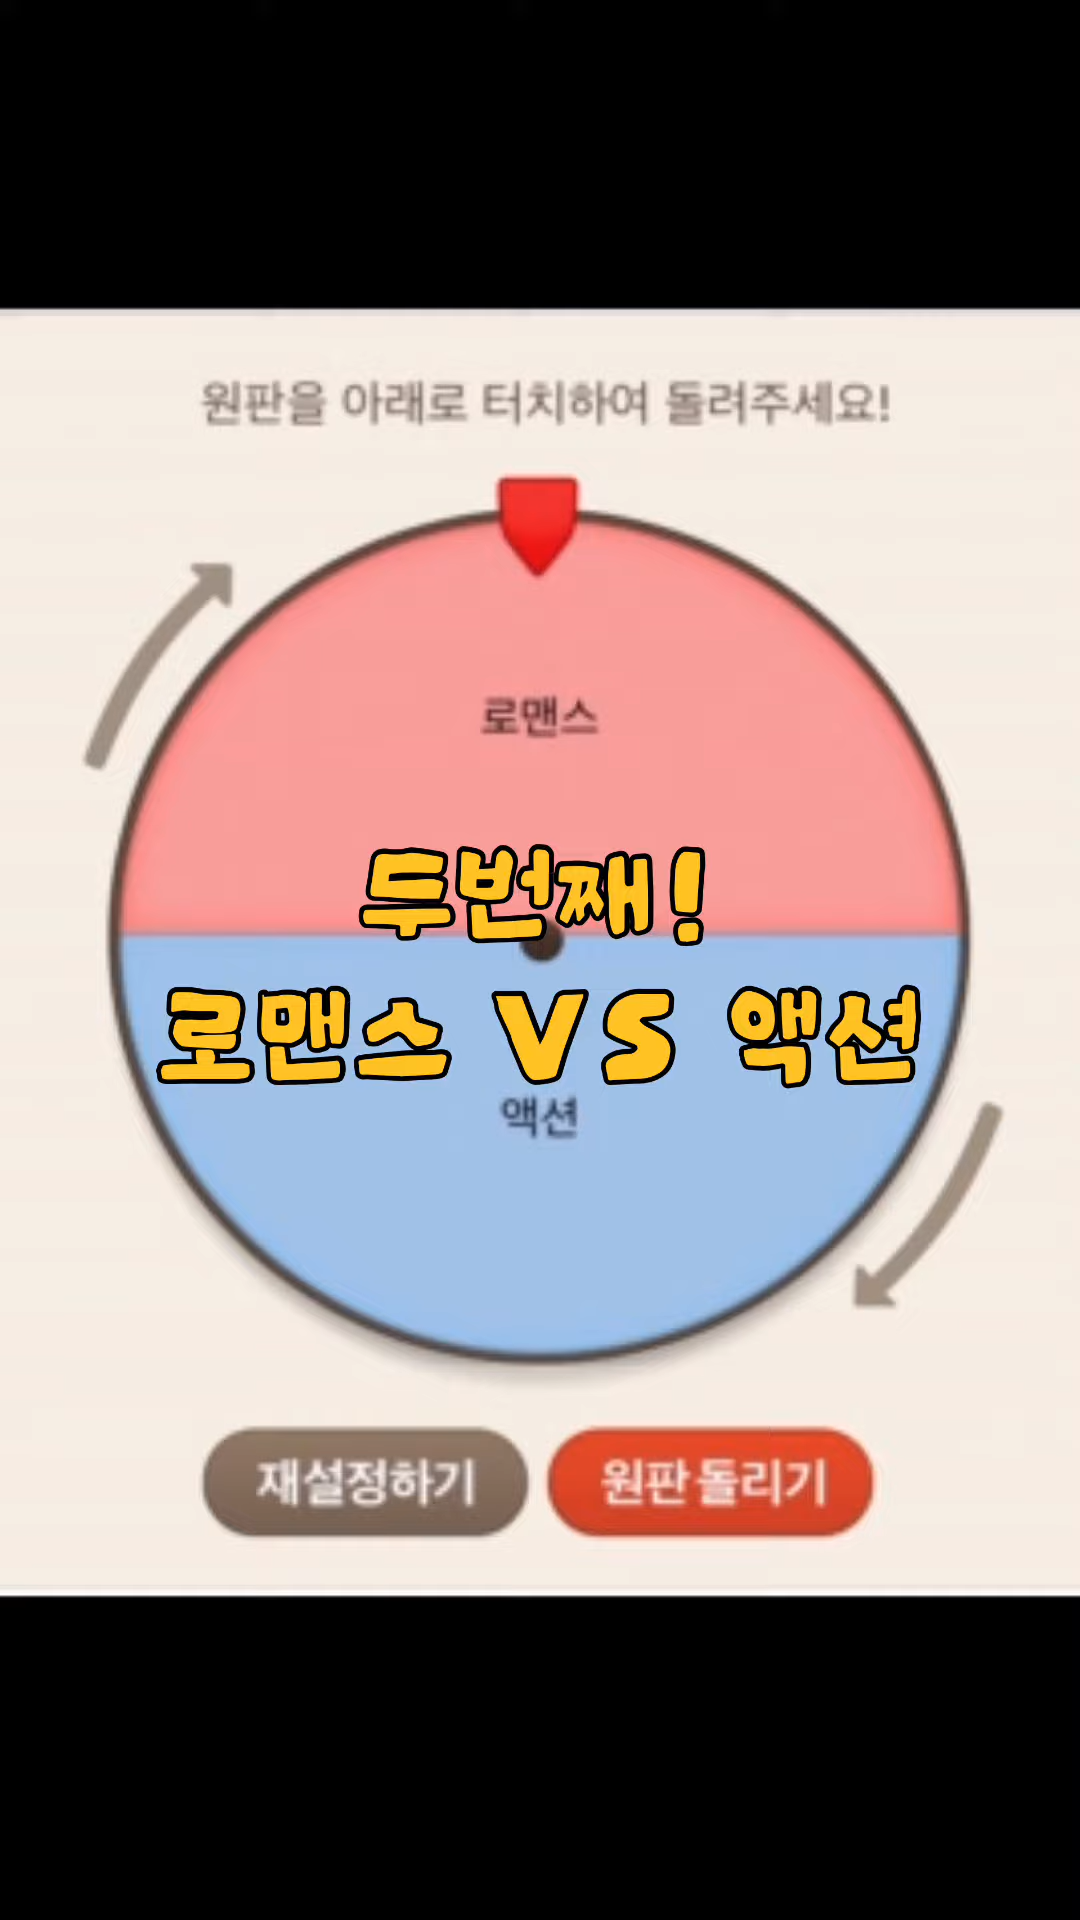 원판을 아래로 터치하여 돌려주세요!
로맨스
두번째!
로맨스 VS 액션
액션
재설정하기
원판 돌리기